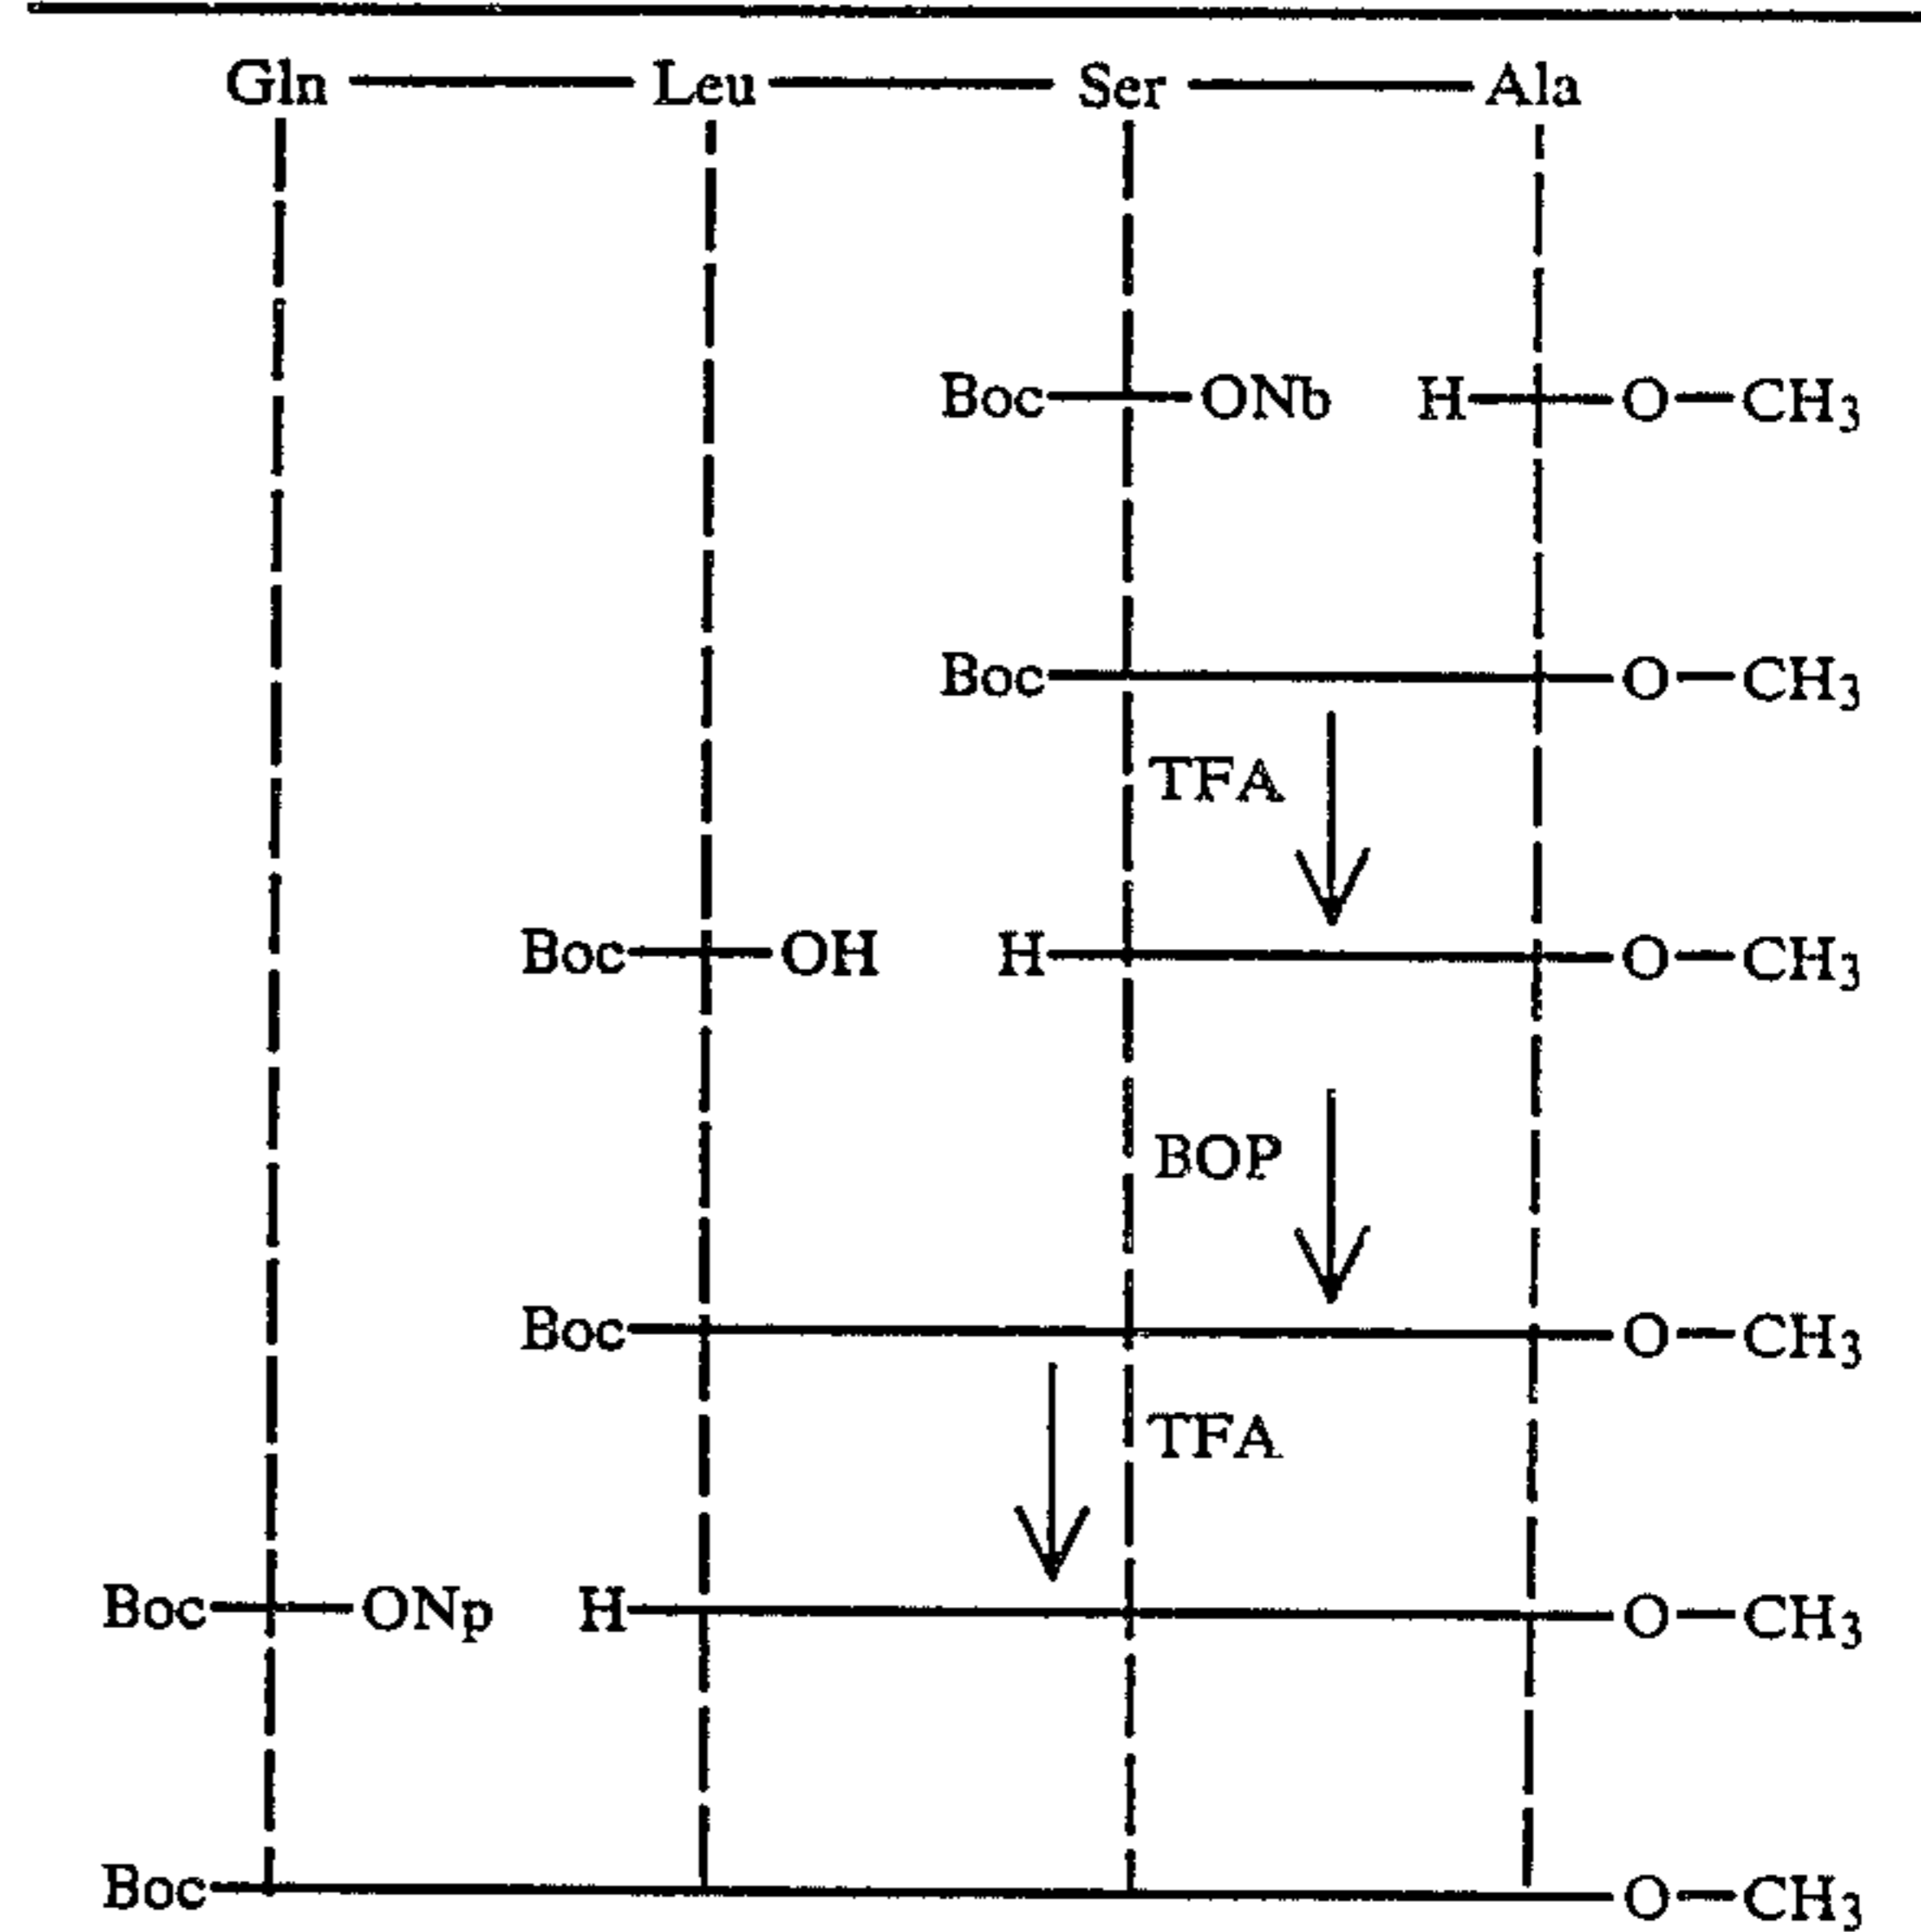 Gln Leu Ser Ala
Boc ONb H O CH3
Boc O CH3
TFA
Boc OH H O CH3
BOP
Boc O CH3
TFA
Boc ONp H O CH3
Boc O CH3